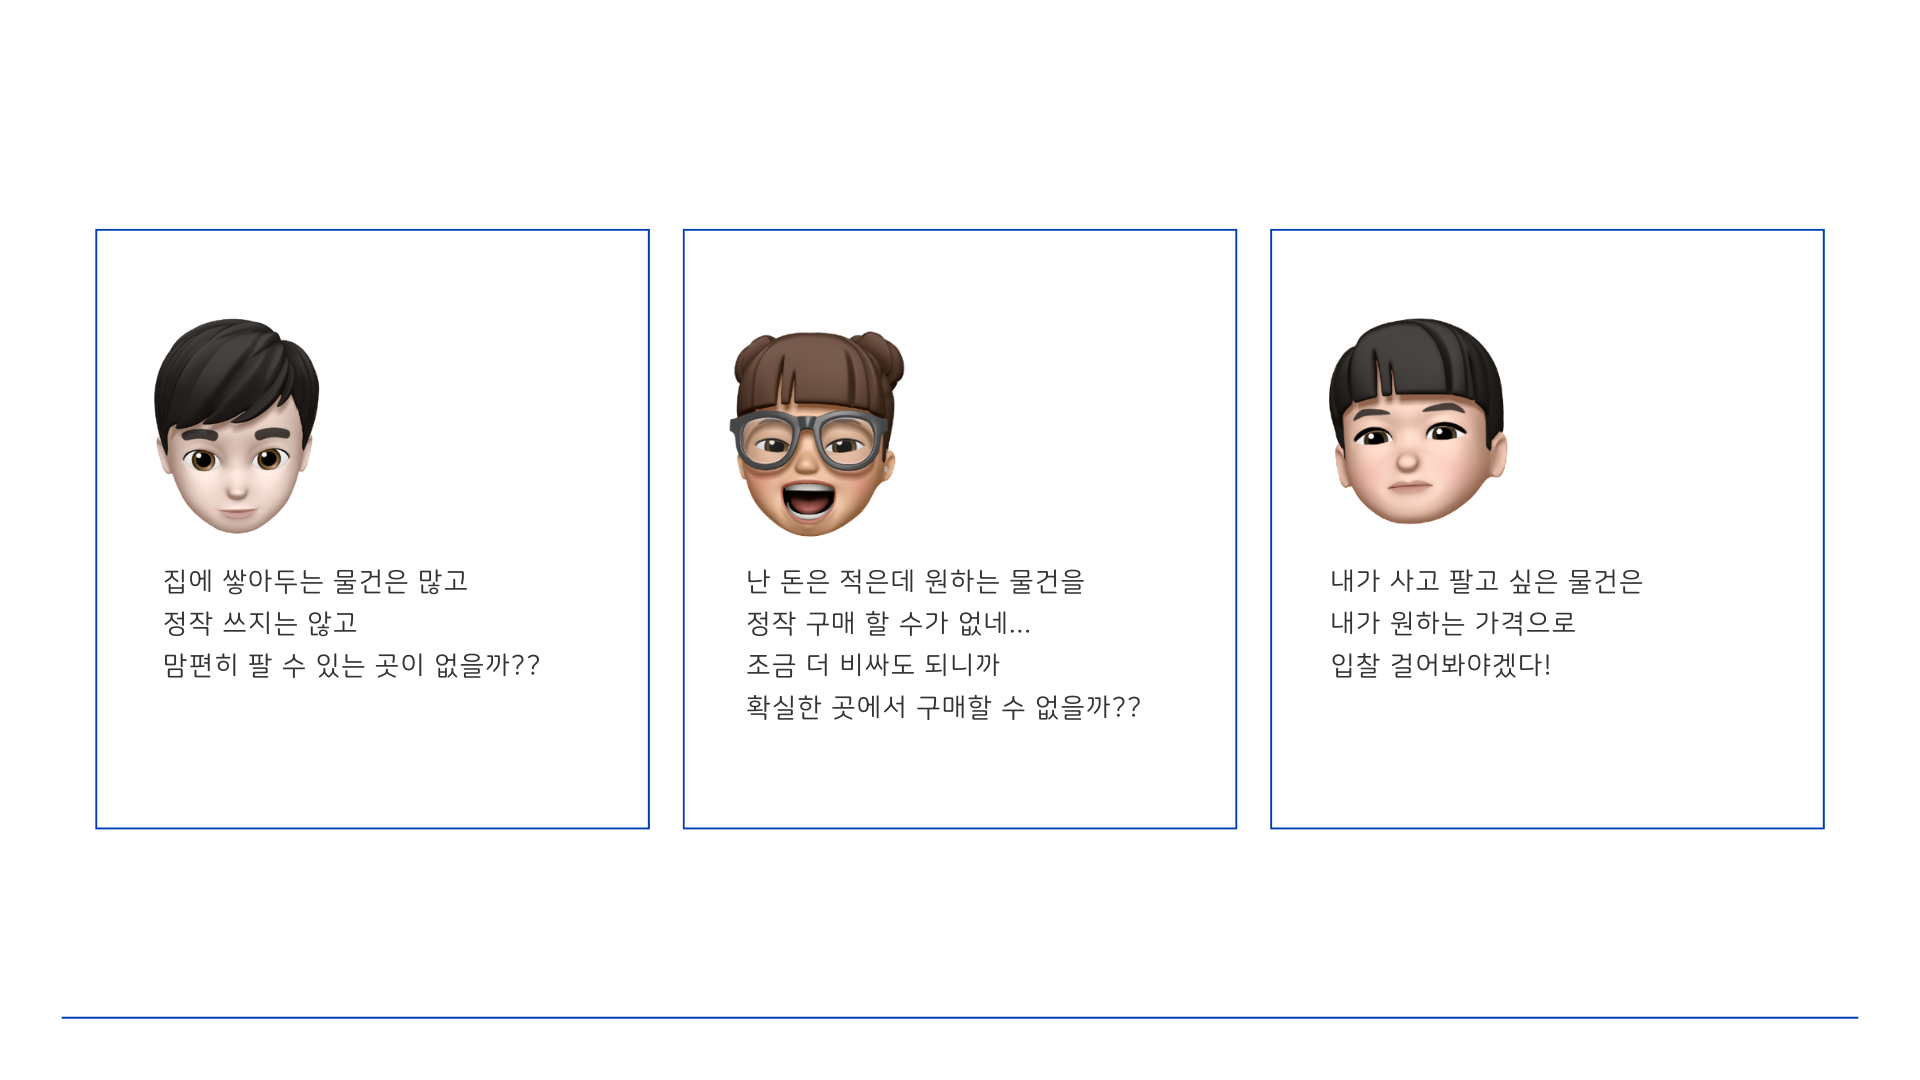 집에 쌓아두는 물건은 많고
정작 쓰지는 않고
맘편히 팔 수 있는 곳이 없을까??
난 돈은 적은데 원하는 물건을
정작 구매 할 수가 없네...
조금 더 비싸도 되니까
확실한 곳에서 구매할 수 없을까??
내가 사고 팔고 싶은 물건은
내가 원하는 가격으로
입찰 걸어봐야겠다!